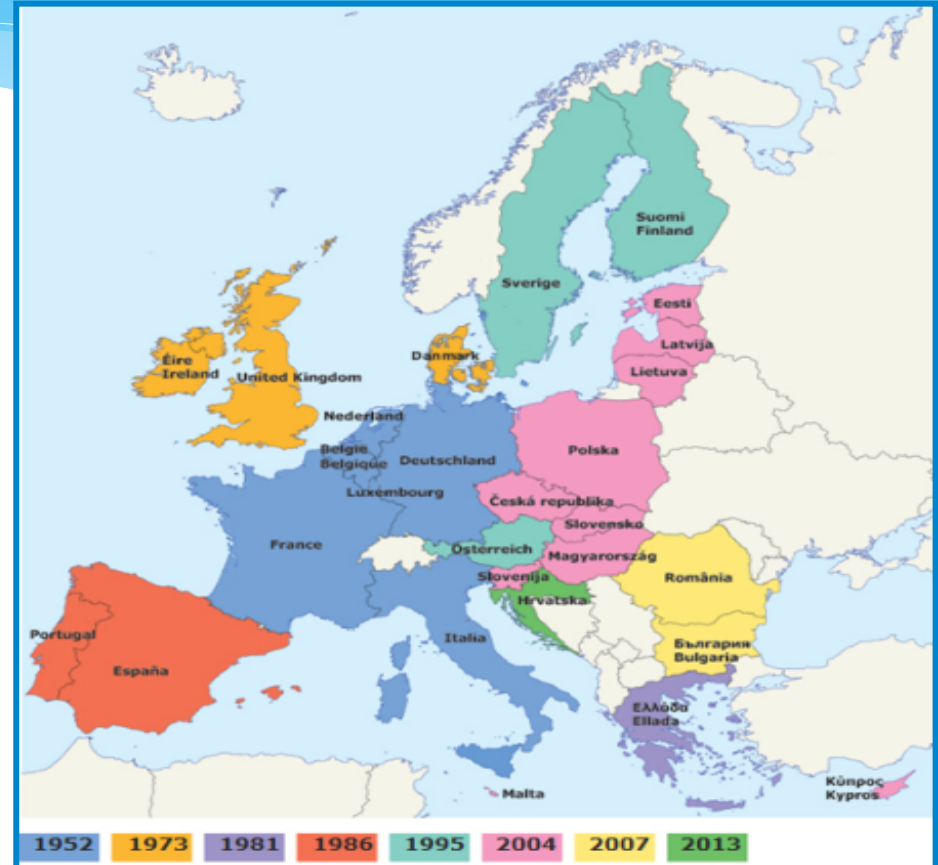 Suomi
Finland
Sverige
Eesti
Latvija
Lietuva
Danmark
Éire
Ireland
United Kingdom
Nederland
België
Belgique
Deutschland
Luxembourg
Polska
Česká republika
Slovensko
France
Österreich
Magyarország
Slovenija
Hrvatska
România
Portugal
España
Italia
България
Bulgaria
Ελλάδα
Ellada
Malta
Κύπρος
Kypros
1952 1973 1981 1986 1995 2004 2007 2013